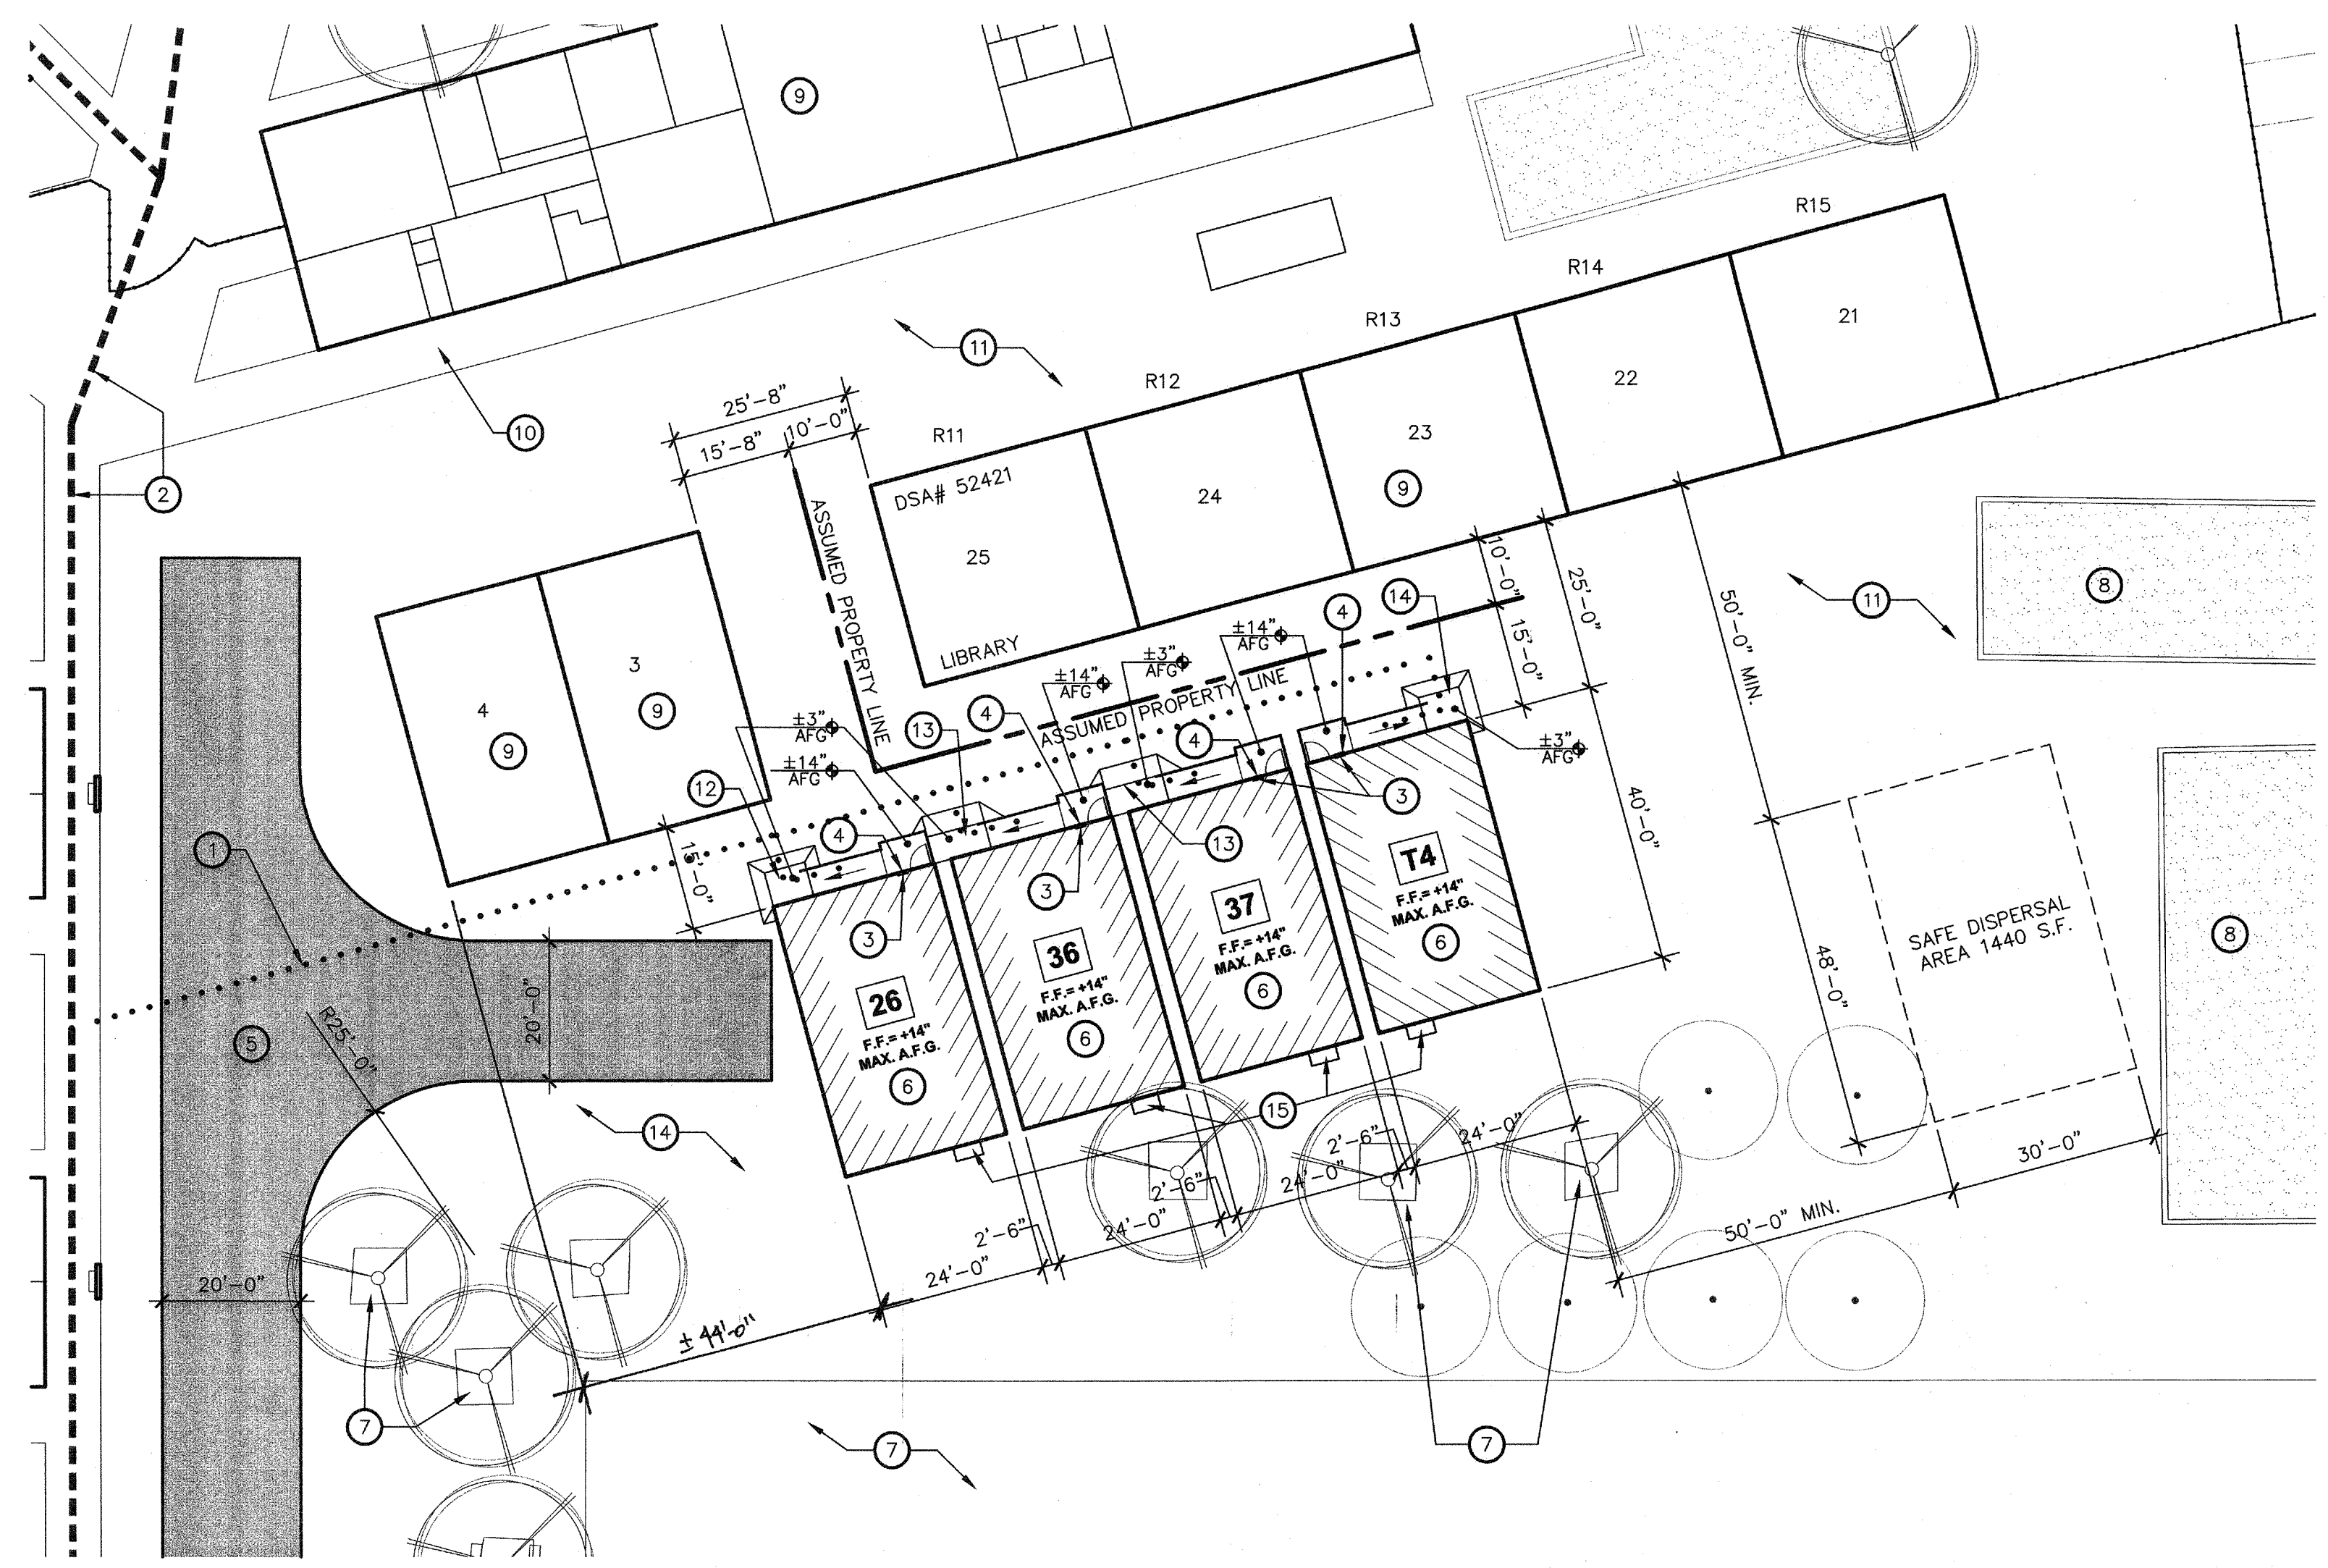 9
R15
R14
21
R13
11
22
R12
25'-8"
10
15'-8"
10'-0"
R11
23
9
DSA# 52421
24
2
25
LIBRARY
ASSUMED PROPERTY LINE
10'-0"
25'-0"
15'-0"
50'-0" MIN.
11
8
14
4
±14"
AFG
±3"
AFG
±14"
AFG
ASSUMED PROPERTY LINE
3
9
4
9
4
13
4
±3"
AFG
±14"
AFG
±3"
AFG
12
4
3
13
3
3
15'-0"
1
40'-0"
T4
F.F.= +14"
MAX. A.F.G.
6
37
F.F.= +14"
MAX. A.F.G.
6
36
F.F.= +14"
MAX. A.F.G.
6
26
F.F.= +14"
MAX. A.F.G.
6
SAFE DISPERSAL
AREA 1440 S.F.
48'-0"
8
20'-0"
R25'-0"
5
14
15
2'-6"
24'-0"
30'-0"
2'-6"
24'-0"
2'-6"
24'-0"
50'-0" MIN.
24'-0"
20'-0"
± 44'-0"
7
7
7